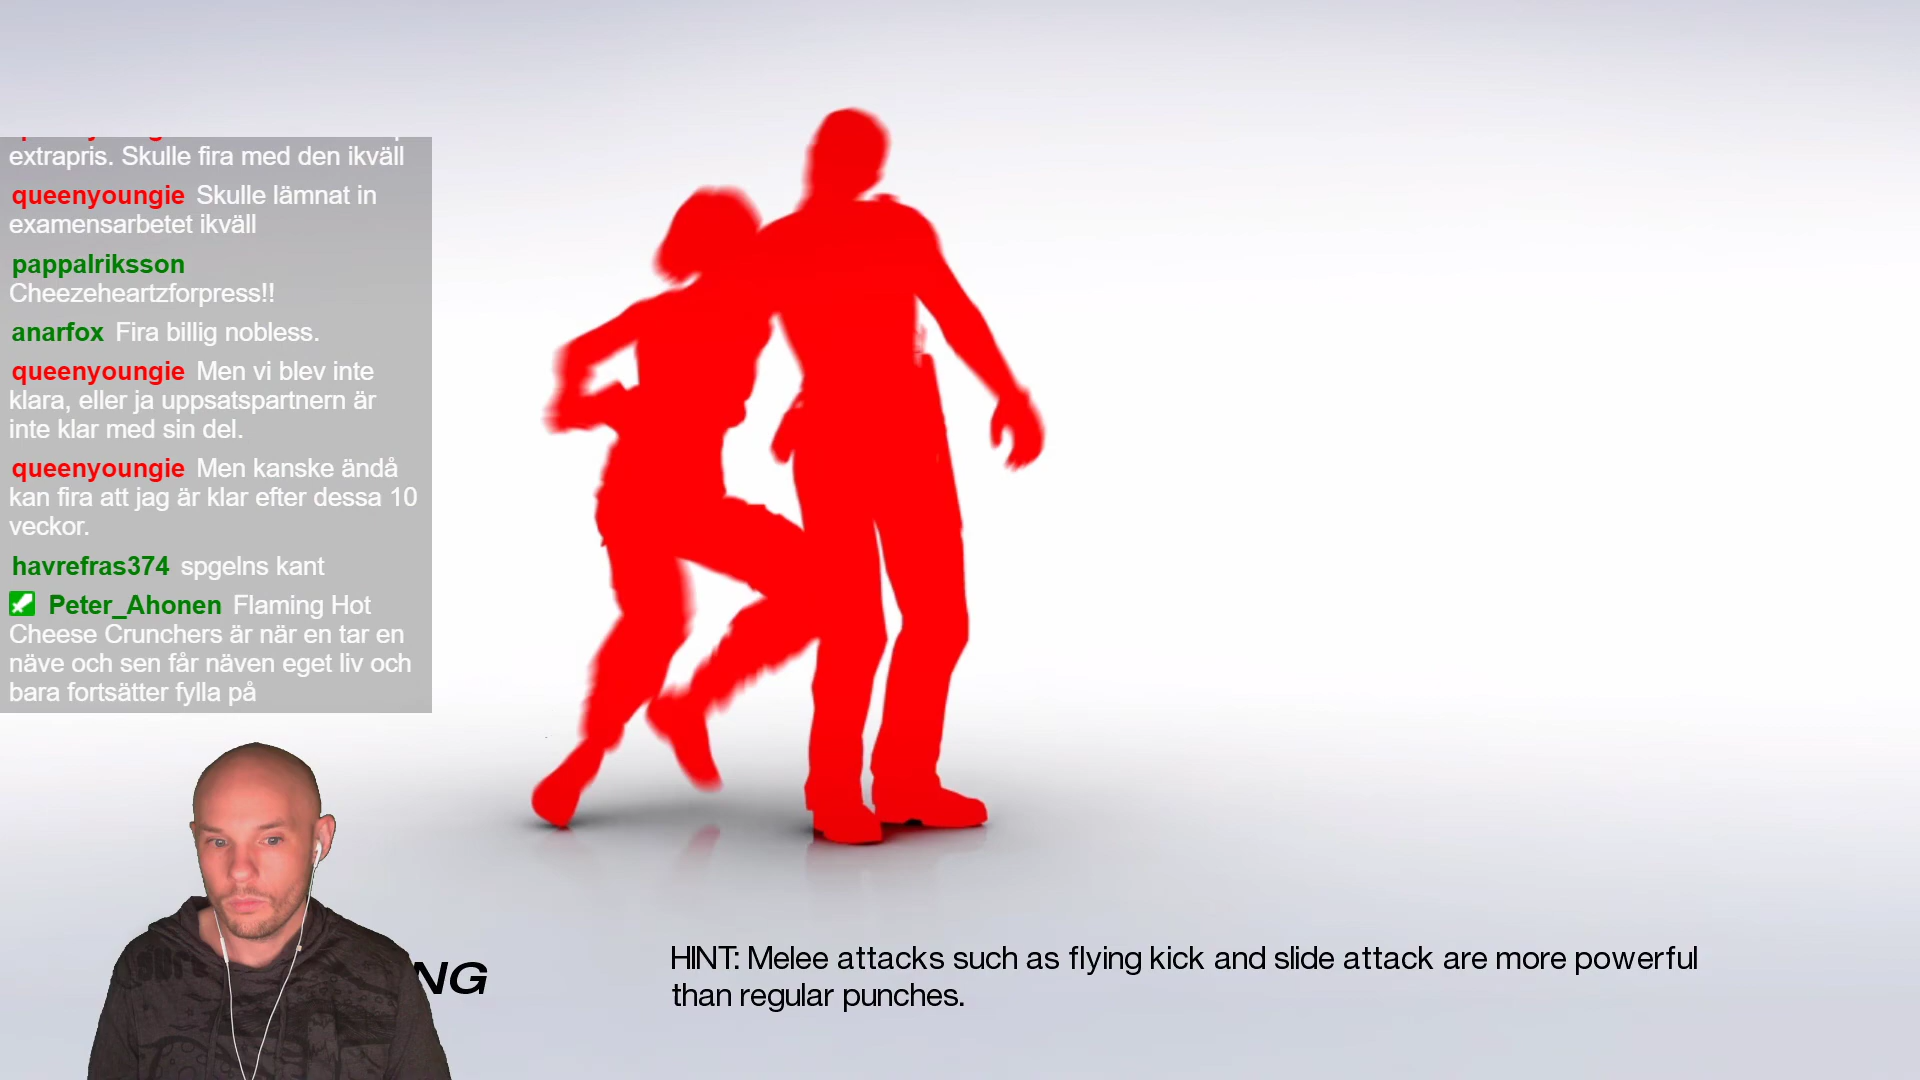 extrapris. Skulle fira med den ikväll
queenyoungie Skulle lämnat in
examensarbetet ikväll
pappalriksson
Cheezeheartzforpress!!
anarfox Fira billig nobless.
queenyoungie Men vi blev inte
klara, eller ja uppsatspartnern är
inte klar med sin del.
queenyoungie Men kanske ändå
kan fira att jag är klar efter dessa 10
veckor.
havrefras374 spgelns kant
Peter_Ahonen Flaming Hot
Cheese Crunchers är när en tar en
näve och sen får näven eget liv och
bara fortsätter fylla på
NG
HINT: Melee attacks such as flying kick and slide attack are more powerful
than regular punches.